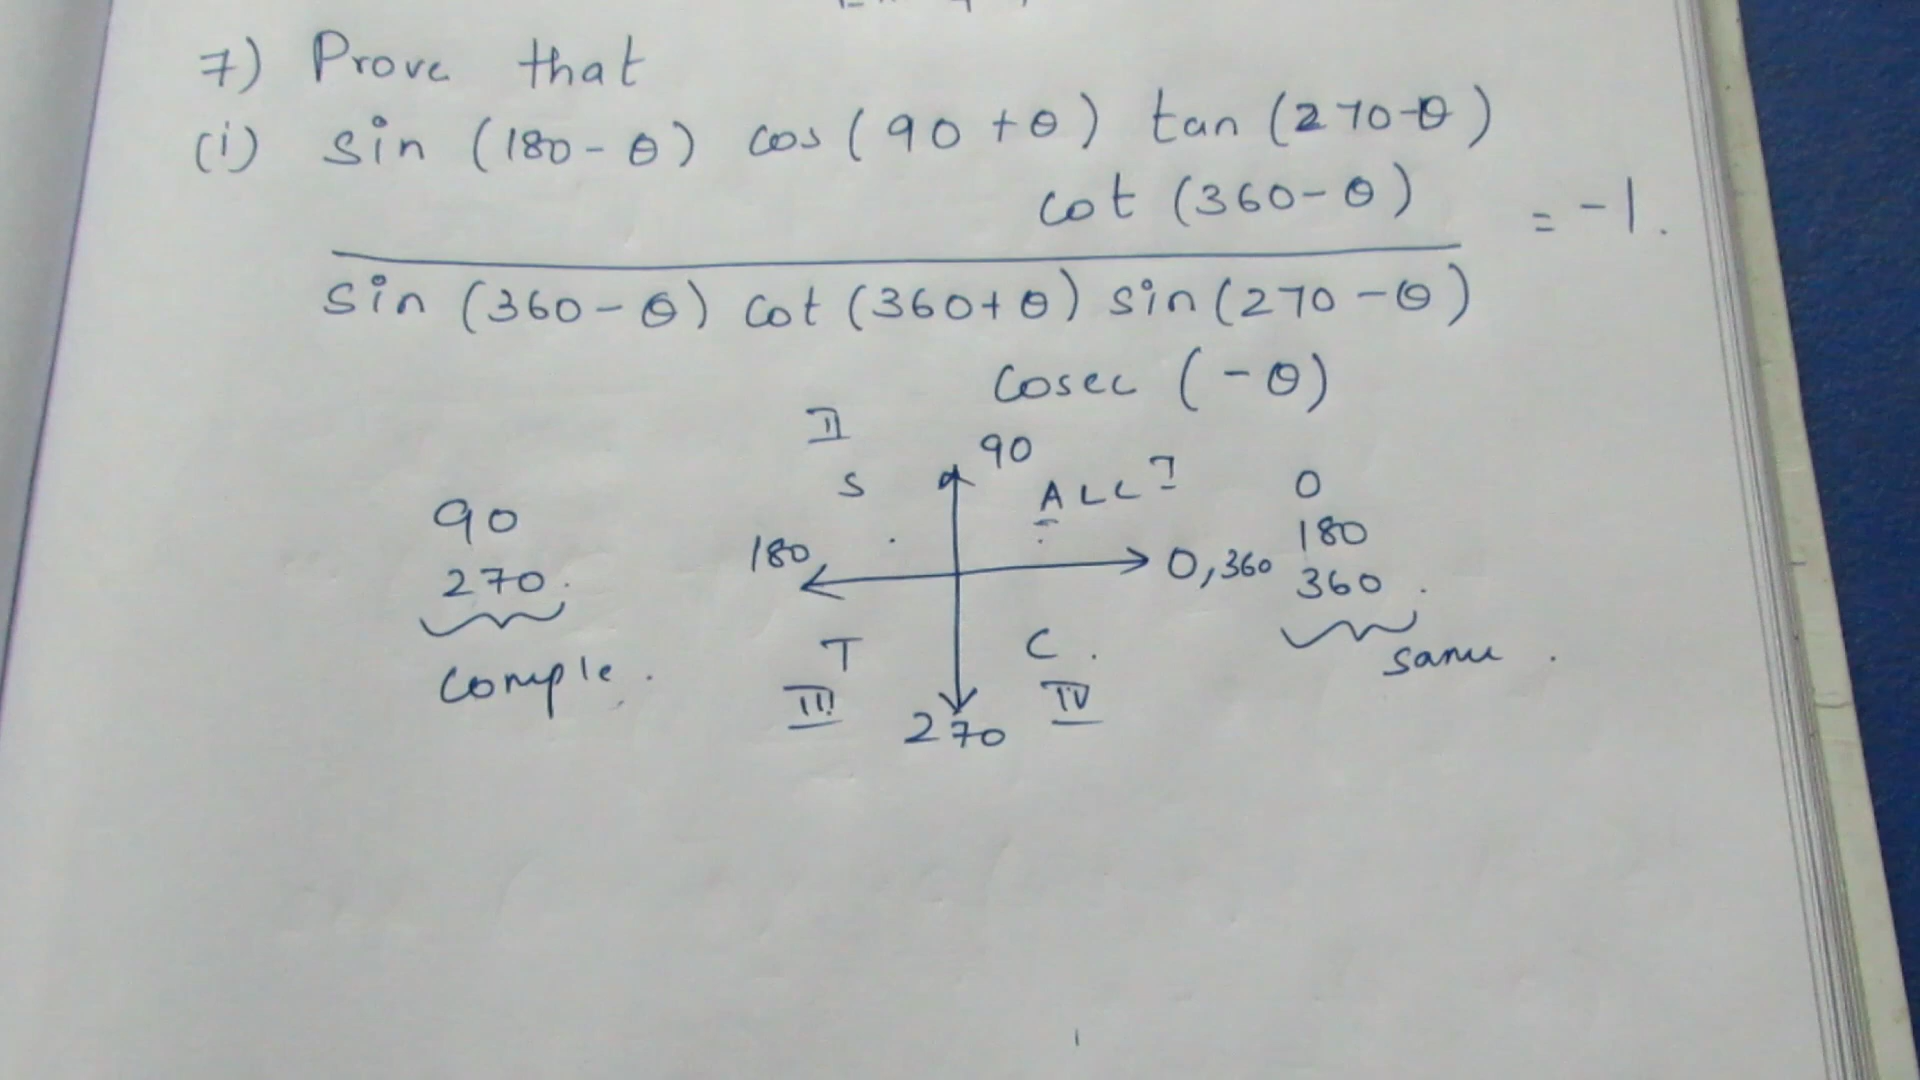 7) Prove that
(i) sin (180-θ) cos(90+θ) tan (270-θ)
cot (360-θ)
= -1.
sin (360-θ) cot (360+θ) sin(270-θ)
cosec (-θ)
II
90
S
ALL I
0
90
180
180
0,360
270.
360.
T
C.
comple.
same.
III
IV
270